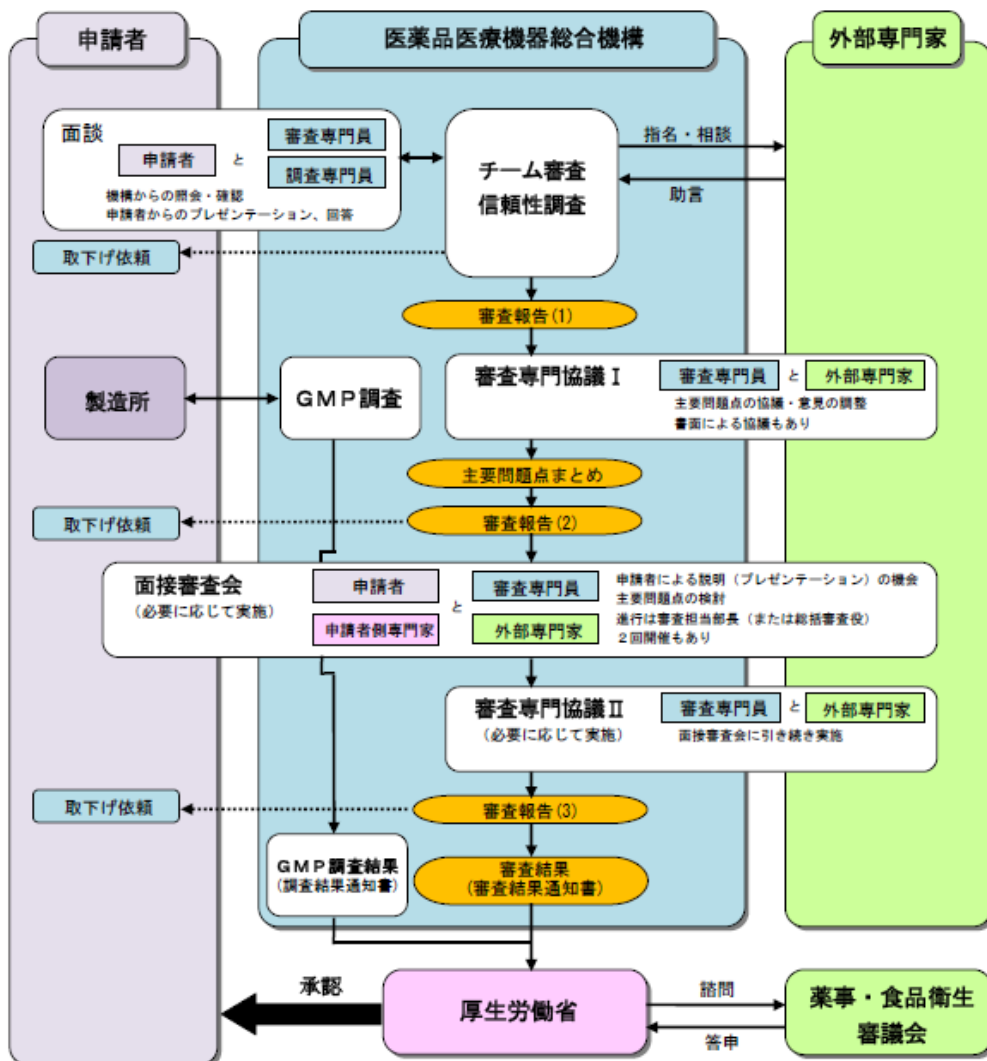 申請者
医薬品医療機器総合機構
外部専門家
面談
申請者
と
審査専門員
調査専門員
機構からの照会・確認
申請者からのプレゼンテーション、回答
チーム審査
信頼性調査
指名・相談
助言
取下げ依頼
審査報告(1)
製造所
GMP調査
審査専門協議Ⅰ
審査専門員
と
外部専門家
主要問題点の協議・意見の調整
書面による協議もあり
主要問題点まとめ
取下げ依頼
審査報告(2)
面接審査会
(必要に応じて実施)
申請者
申請者側専門家
と
審査専門員
外部専門家
申請者による説明(プレゼンテーション)の機会
主要問題点の検討
進行は審査担当部長(または総括審査役)
2回開催もあり
審査専門協議Ⅱ
(必要に応じて実施)
審査専門員
と
外部専門家
面接審査会に引き続き実施
取下げ依頼
審査報告(3)
GMP調査結果
(調査結果通知書)
審査結果
(審査結果通知書)
承認
厚生労働省
諮問
答申
薬事・食品衛生
審議会